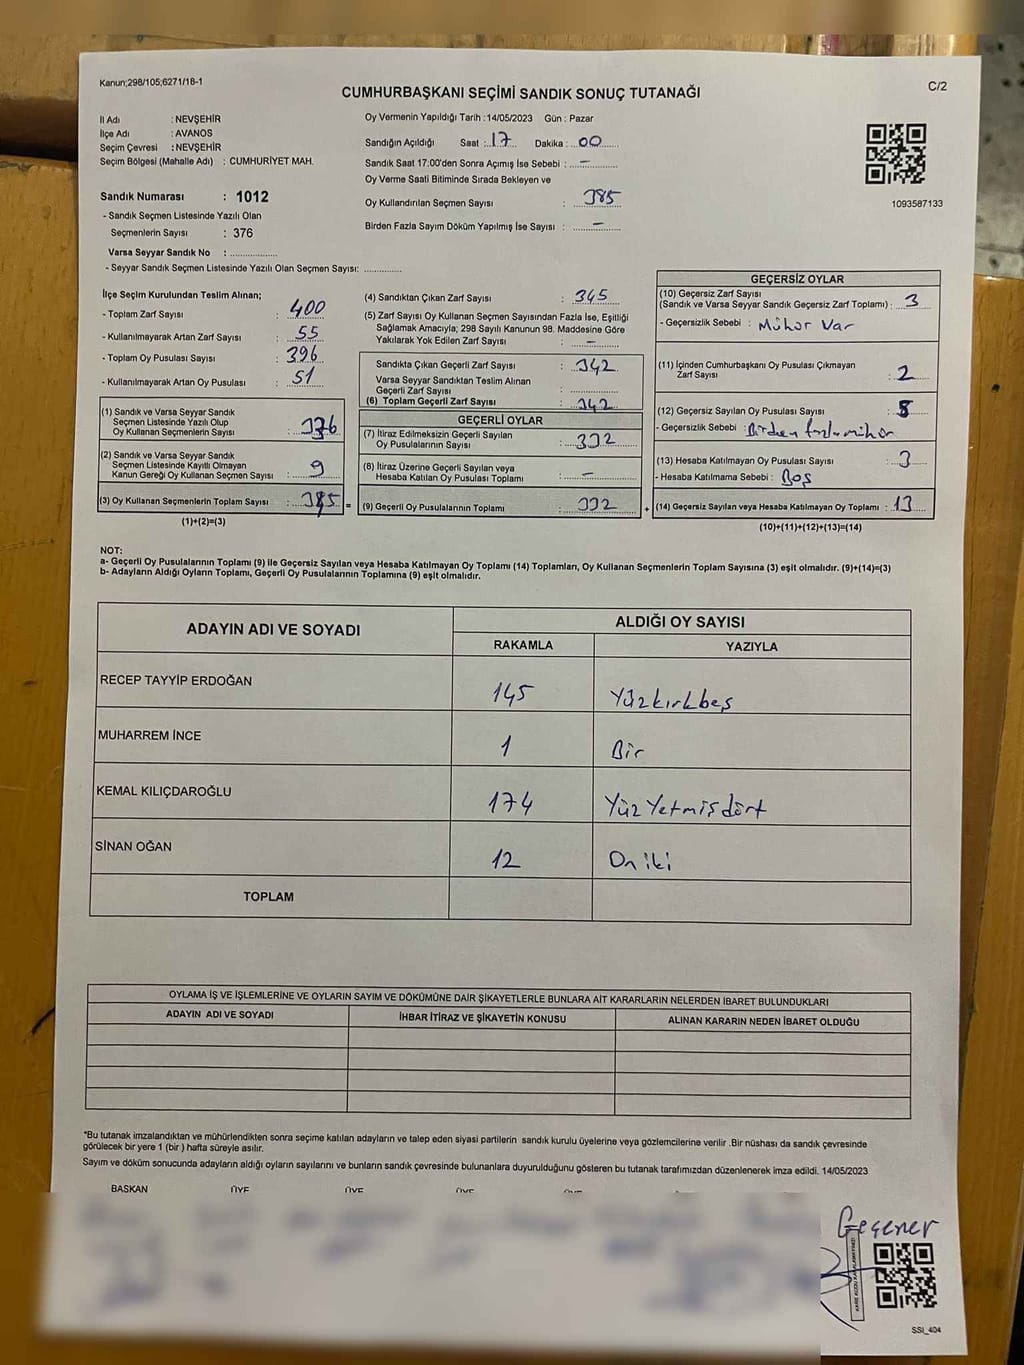 Kanun;298/105;6271/18-1
C/2
CUMHURBAŞKANI SEÇİMİ SANDIK SONUÇ TUTANAĞI
İl Adı : NEVŞEHİR
İlçe Adı : AVANOS
Seçim Çevresi : NEVŞEHİR
Seçim Bölgesi (Mahalle Adı) : CUMHURİYET MAH.
Sandık Numarası : 1012
- Sandık Seçmen Listesinde Yazılı Olan
Seçmenlerin Sayısı : 376
Varsa Seyyar Sandık No :
- Seyyar Sandık Seçmen Listesinde Yazılı Olan Seçmen Sayısı:
Oy Vermenin Yapıldığı Tarih :14/05/2023 Gün : Pazar
Sandığın Açıldığı Saat : 17 Dakika : 00
Sandık Saat 17:00'den Sonra Açımış İse Sebebi : -
Oy Verme Saati Bitiminde Sırada Bekleyen ve
Oy Kullandırılan Seçmen Sayısı : 385
Birden Fazla Sayım Döküm Yapılmış İse Sayısı : -
1093587133
İlçe Seçim Kurulundan Teslim Alınan;
- Toplam Zarf Sayısı : 400
- Kullanılmayarak Artan Zarf Sayısı : 55
- Toplam Oy Pusulası Sayısı : 396
- Kullanılmayarak Artan Oy Pusulası : 51
(1) Sandık ve Varsa Seyyar Sandık
Seçmen Listesinde Yazılı Olup
Oy Kullanan Seçmenlerin Sayısı :
(2) Sandık ve Varsa Seyyar Sandık
Seçmen Listesinde Kayıtlı Olmayan
Kanun Gereği Oy Kullanan Seçmen Sayısı : 9
(3) Oy Kullanan Seçmenlerin Toplam Sayısı : =
(1)+(2)=(3)
(4) Sandıktan Çıkan Zarf Sayısı : 345
(5) Zarf Sayısı Oy Kullanan Seçmen Sayısından Fazla İse, Eşitliği
Sağlamak Amacıyla; 298 Sayılı Kanunun 98. Maddesine Göre
Yakılarak Yok Edilen Zarf Sayısı : -
Sandıkta Çıkan Geçerli Zarf Sayısı : 342
Varsa Seyyar Sandıktan Teslim Alınan
Geçerli Zarf Sayısı :
(6) Toplam Geçerli Zarf Sayısı : 342
GEÇERLİ OYLAR
(7) İtiraz Edilmeksizin Geçerli Sayılan
Oy Pusulalarının Sayısı : 332
(8) İtiraz Üzerine Geçerli Sayılan veya
Hesaba Katılan Oy Pusulası Toplamı : -
(9) Geçerli Oy Pusulalarının Toplamı : 332 +
GEÇERSİZ OYLAR
(10) Geçersiz Zarf Sayısı
(Sandık ve Varsa Seyyar Sandık Geçersiz Zarf Toplamı) : 3
- Geçersizlik Sebebi : Mühür Var
(11) İçinden Cumhurbaşkanı Oy Pusulası Çıkmayan
Zarf Sayısı : 2
(12) Geçersiz Sayılan Oy Pusulası Sayısı :
- Geçersizlik Sebebi : Birden fazla mühür
(13) Hesaba Katılmayan Oy Pusulası Sayısı : 3
- Hesaba Katılmama Sebebi : Boş
(14) Geçersiz Sayılan veya Hesaba Katılmayan Oy Toplamı : 13
(10)+(11)+(12)+(13)=(14)
NOT:
a- Geçerli Oy Pusulalarının Toplamı (9) ile Geçersiz Sayılan veya Hesaba Katılmayan Oy Toplamı (14) Toplamları, Oy Kullanan Seçmenlerin Toplam Sayısına (3) eşit olmalıdır. (9)+(14)=(3)
b- Adayların Aldığı Oyların Toplamı, Geçerli Oy Pusulalarının Toplamına (9) eşit olmalıdır.
ADAYIN ADI VE SOYADI
ALDIĞI OY SAYISI
RAKAMLA YAZIYLA
RECEP TAYYİP ERDOĞAN 145 Yüzkırkbeş
MUHARREM İNCE 1 Bir
KEMAL KILIÇDAROĞLU 174 Yüz Yetmişdört
SİNAN OĞAN 12 On iki
TOPLAM
OYLAMA İŞ VE İŞLEMLERİNE VE OYLARIN SAYIM VE DÖKÜMÜNE DAİR ŞİKAYETLERLE BUNLARA AİT KARARLARIN NELERDEN İBARET BULUNDUKLARI
ADAYIN ADI VE SOYADI İHBAR İTİRAZ VE ŞİKAYETİN KONUSU ALINAN KARARIN NEDEN İBARET OLDUĞU
*Bu tutanak imzalandıktan ve mühürlendikten sonra seçime katılan adayların ve talep eden siyasi partilerin sandık kurulu üyelerine veya gözlemcilerine verilir .Bir nüshası da sandık çevresinde
görülecek bir yere 1 (bir ) hafta süreyle asılır.
Sayım ve döküm sonucunda adayların aldığı oyların sayılarını ve bunların sandık çevresinde bulunanlara duyurulduğunu gösteren bu tutanak tarafımızdan düzenlenerek imza edildi. 14/05/2023
BAŞKAN ÜYE ÜYE ÜYE ÜYE
Geçener
SSI_404